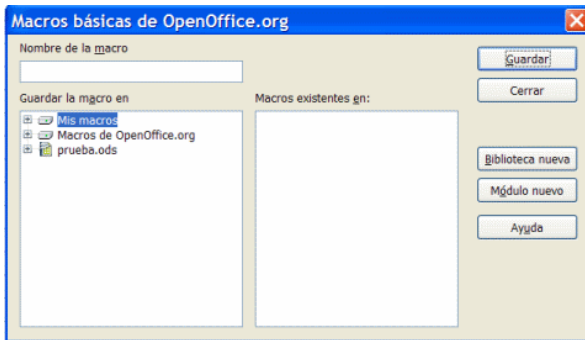 Macros básicas de OpenOffice.org
Nombre de la macro
Guardar
Cerrar
Guardar la macro en
Macros existentes en:
Mis macros
Macros de OpenOffice.org
prueba.ods
Biblioteca nueva
Módulo nuevo
Ayuda